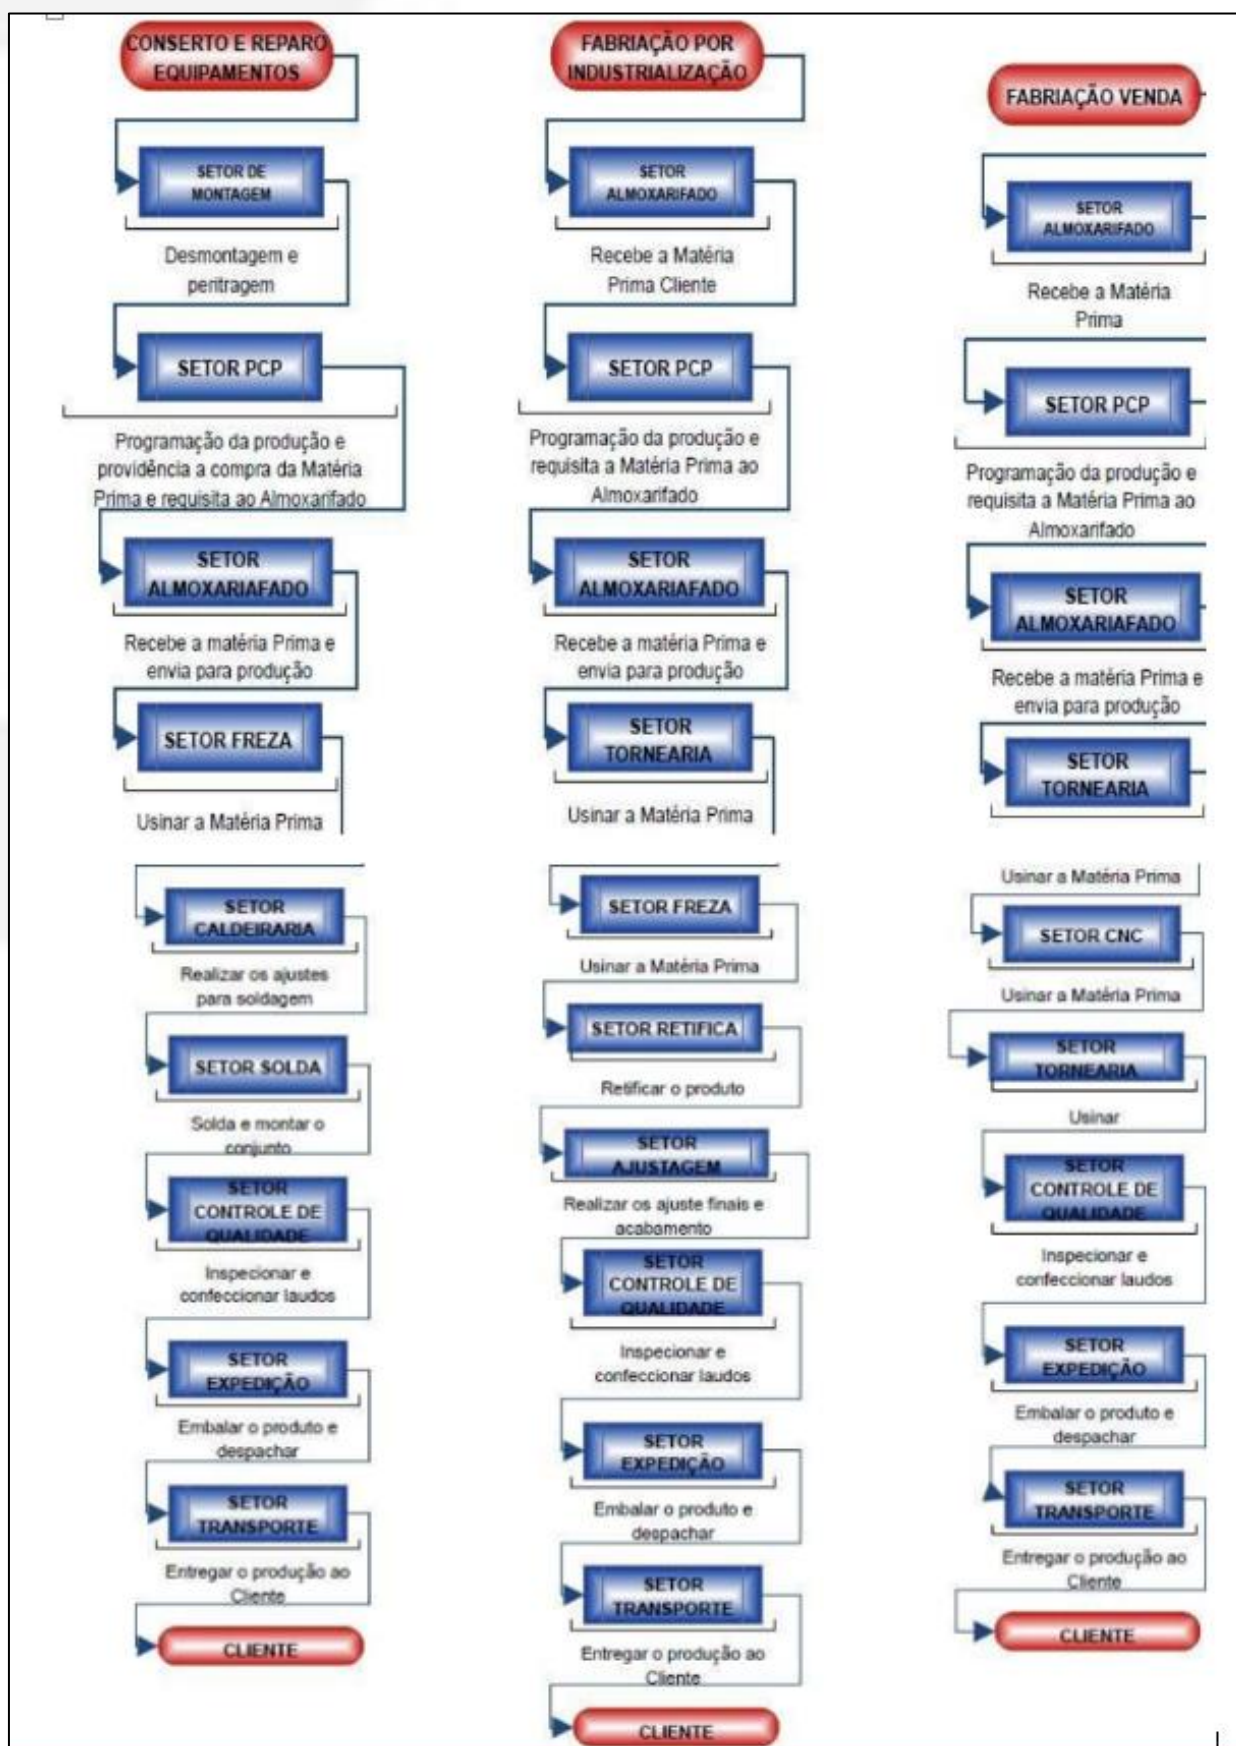 CONSERTO E REPARO
EQUIPAMENTOS
SETOR DE
MONTAGEM
Desmontagem e
peritragem
SETOR PCP
Programação da produção e
providência a compra da Matéria
Prima e requisita ao Almoxarifado
SETOR
ALMOXARIAFADO
Recebe a matéria Prima e
envia para produção
SETOR FREZA
Usinar a Matéria Prima
SETOR
CALDEIRARIA
Realizar os ajustes
para soldagem
SETOR SOLDA
Solda e montar o
conjunto
SETOR
CONTROLE DE
QUALIDADE
Inspecionar e
confeccionar laudos
SETOR
EXPEDIÇÃO
Embalar o produto e
despachar
SETOR
TRANSPORTE
Entregar o produção ao
Cliente
CLIENTE
FABRIAÇÃO POR
INDUSTRIALIZAÇÃO
SETOR
ALMOXARIFADO
Recebe a Matéria
Prima Cliente
SETOR PCP
Programação da produção e
requisita a Matéria Prima ao
Almoxarifado
SETOR
ALMOXARIAFADO
Recebe a matéria Prima e
envia para produção
SETOR
TORNEARIA
Usinar a Matéria Prima
SETOR FREZA
Usinar a Matéria Prima
SETOR RETIFICA
Retificar o produto
SETOR
AJUSTAGEM
Realizar os ajuste finais e
acabamento
SETOR
CONTROLE DE
QUALIDADE
Inspecionar e
confeccionar laudos
SETOR
EXPEDIÇÃO
Embalar o produto e
despachar
SETOR
TRANSPORTE
Entregar o produção ao
Cliente
CLIENTE
FABRIAÇÃO VENDA
SETOR
ALMOXARIFADO
Recebe a Matéria
Prima
SETOR PCP
Programação da produção e
requisita a Matéria Prima ao
Almoxarifado
SETOR
ALMOXARIAFADO
Recebe a matéria Prima e
envia para produção
SETOR
TORNEARIA
Usinar a Matéria Prima
SETOR CNC
Usinar a Matéria Prima
SETOR
TORNEARIA
Usinar
SETOR
CONTROLE DE
QUALIDADE
Inspecionar e
confeccionar laudos
SETOR
EXPEDIÇÃO
Embalar o produto e
despachar
SETOR
TRANSPORTE
Entregar o produção ao
Cliente
CLIENTE